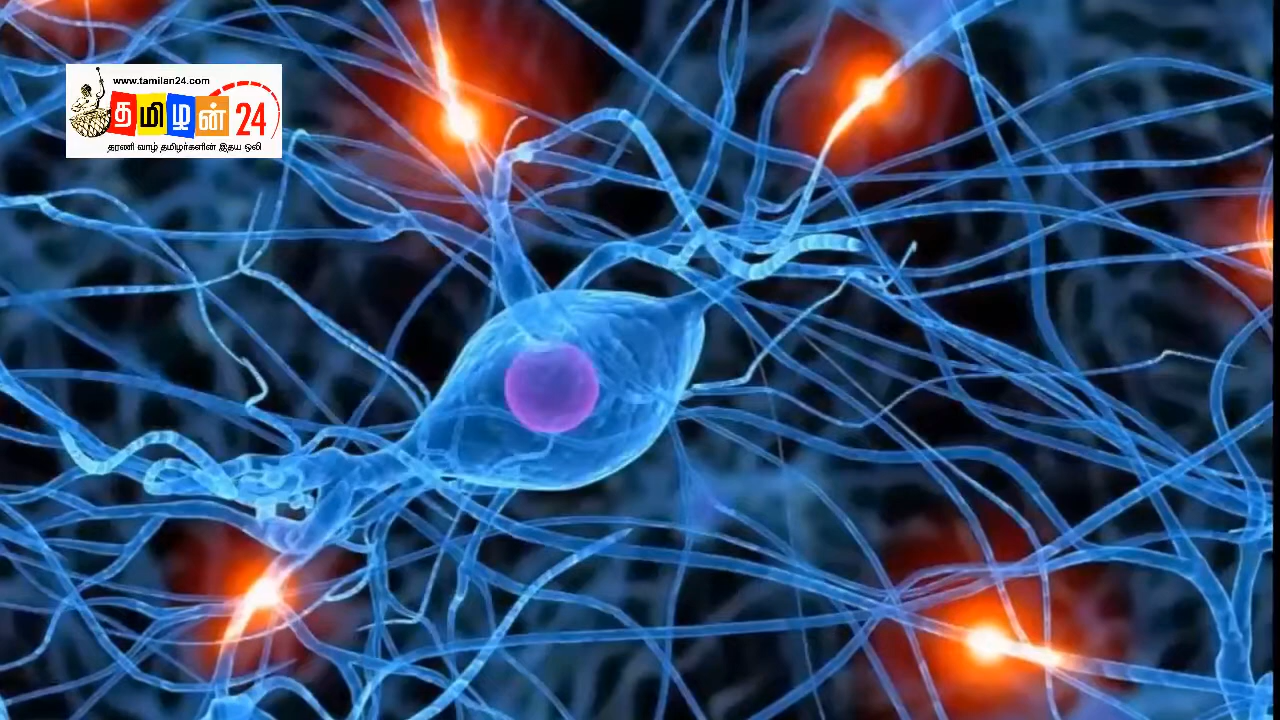 www.tamilan24.com
தமிழன் 24
தரணி வாழ் தமிழர்களின் இதய ஒலி